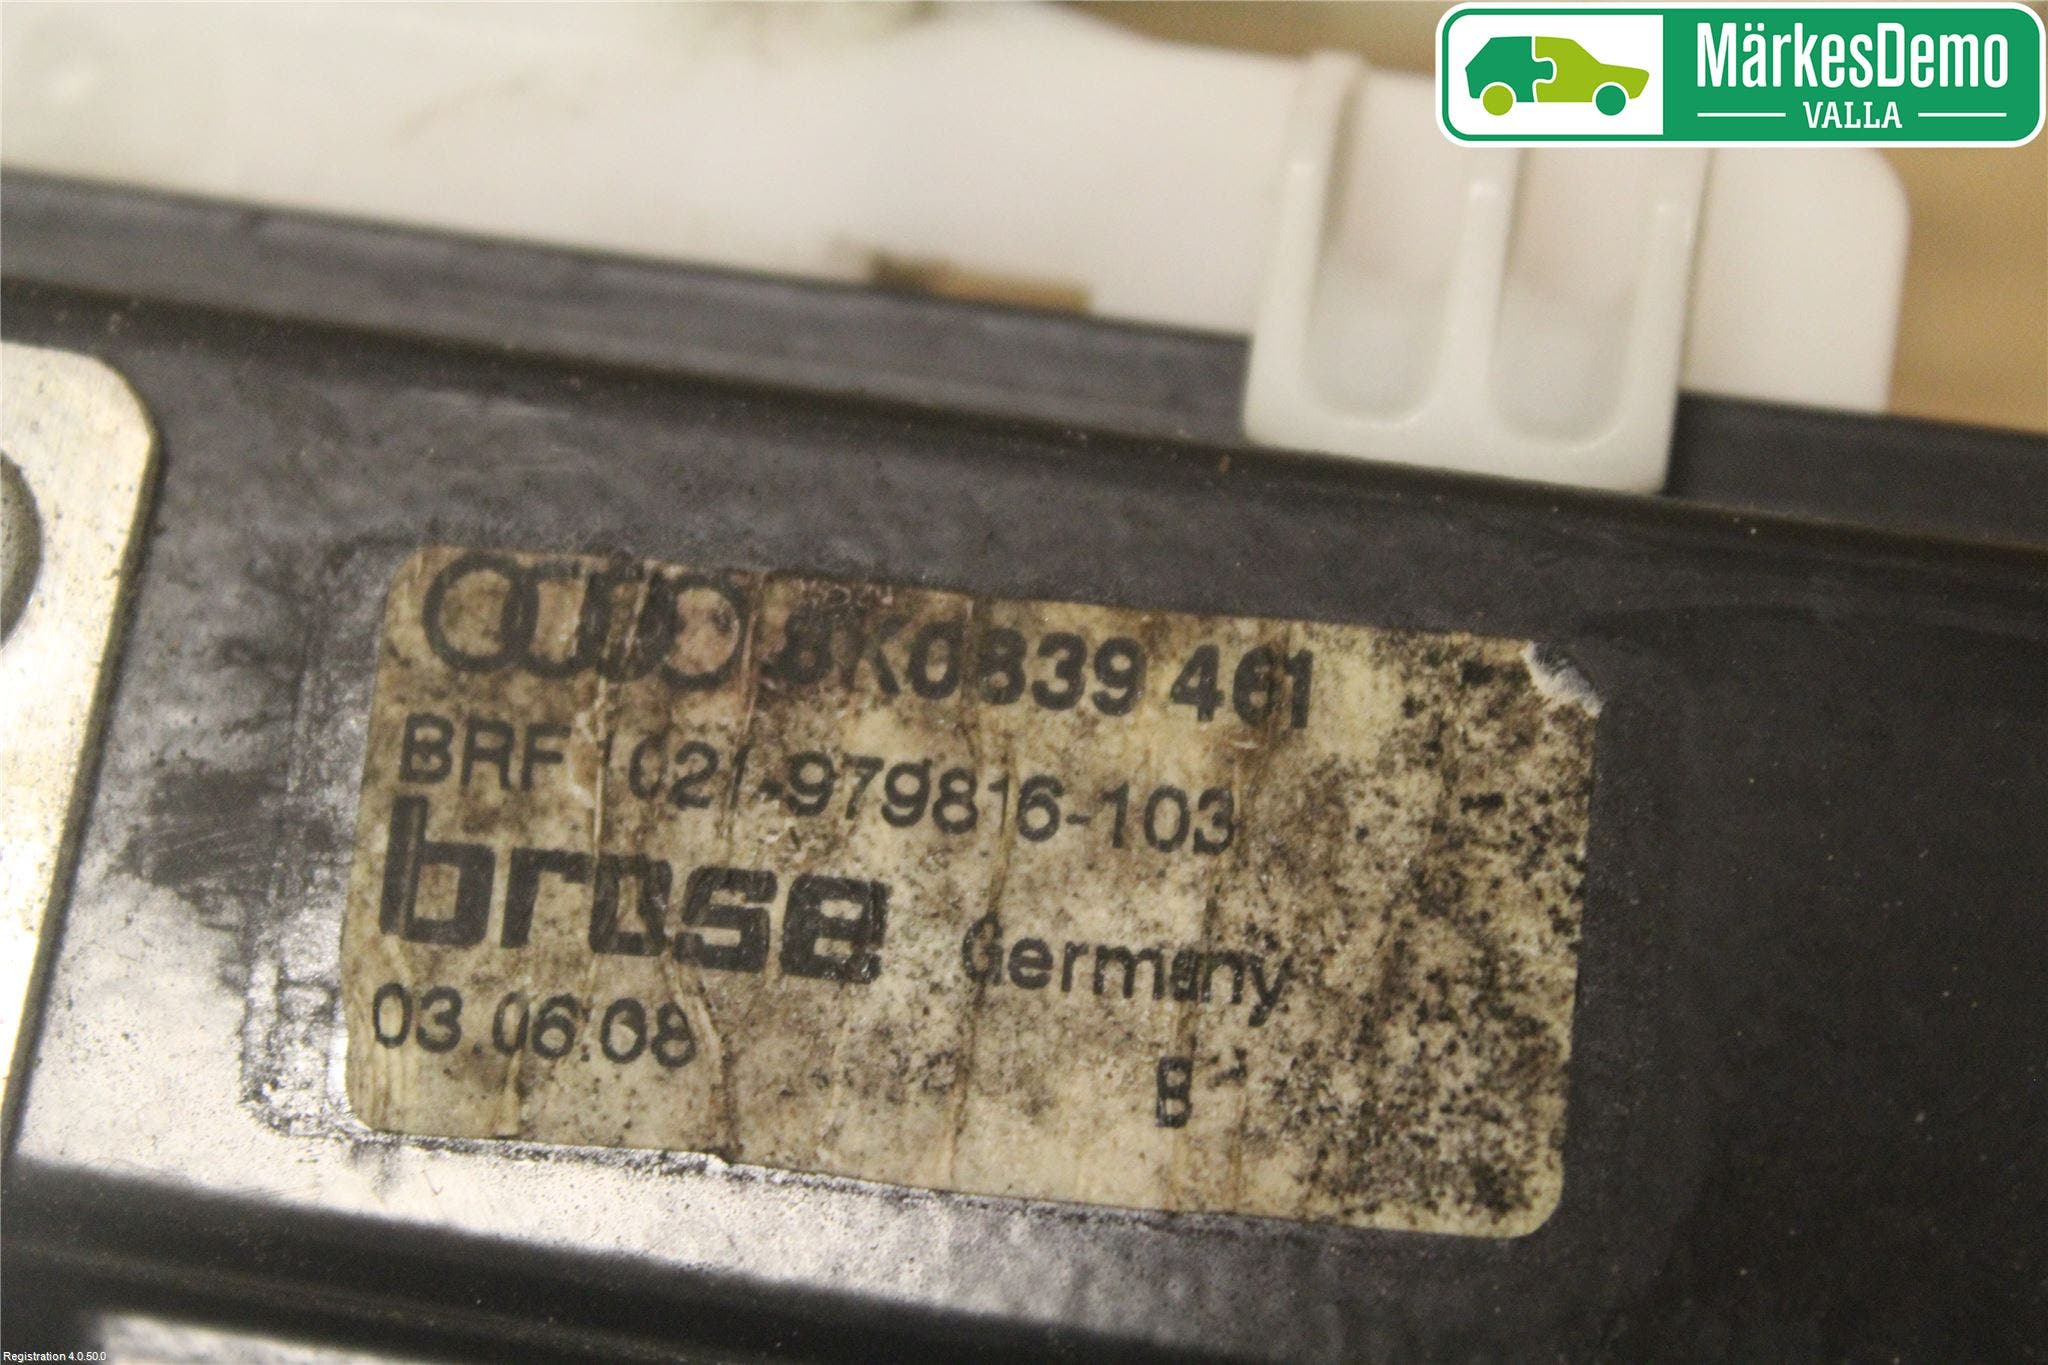 MärkesDemo
VALLA
8K0839 461
BRF 1021-979816-103
brose Germany
03.06.08
B
Registration 4.0.50.0